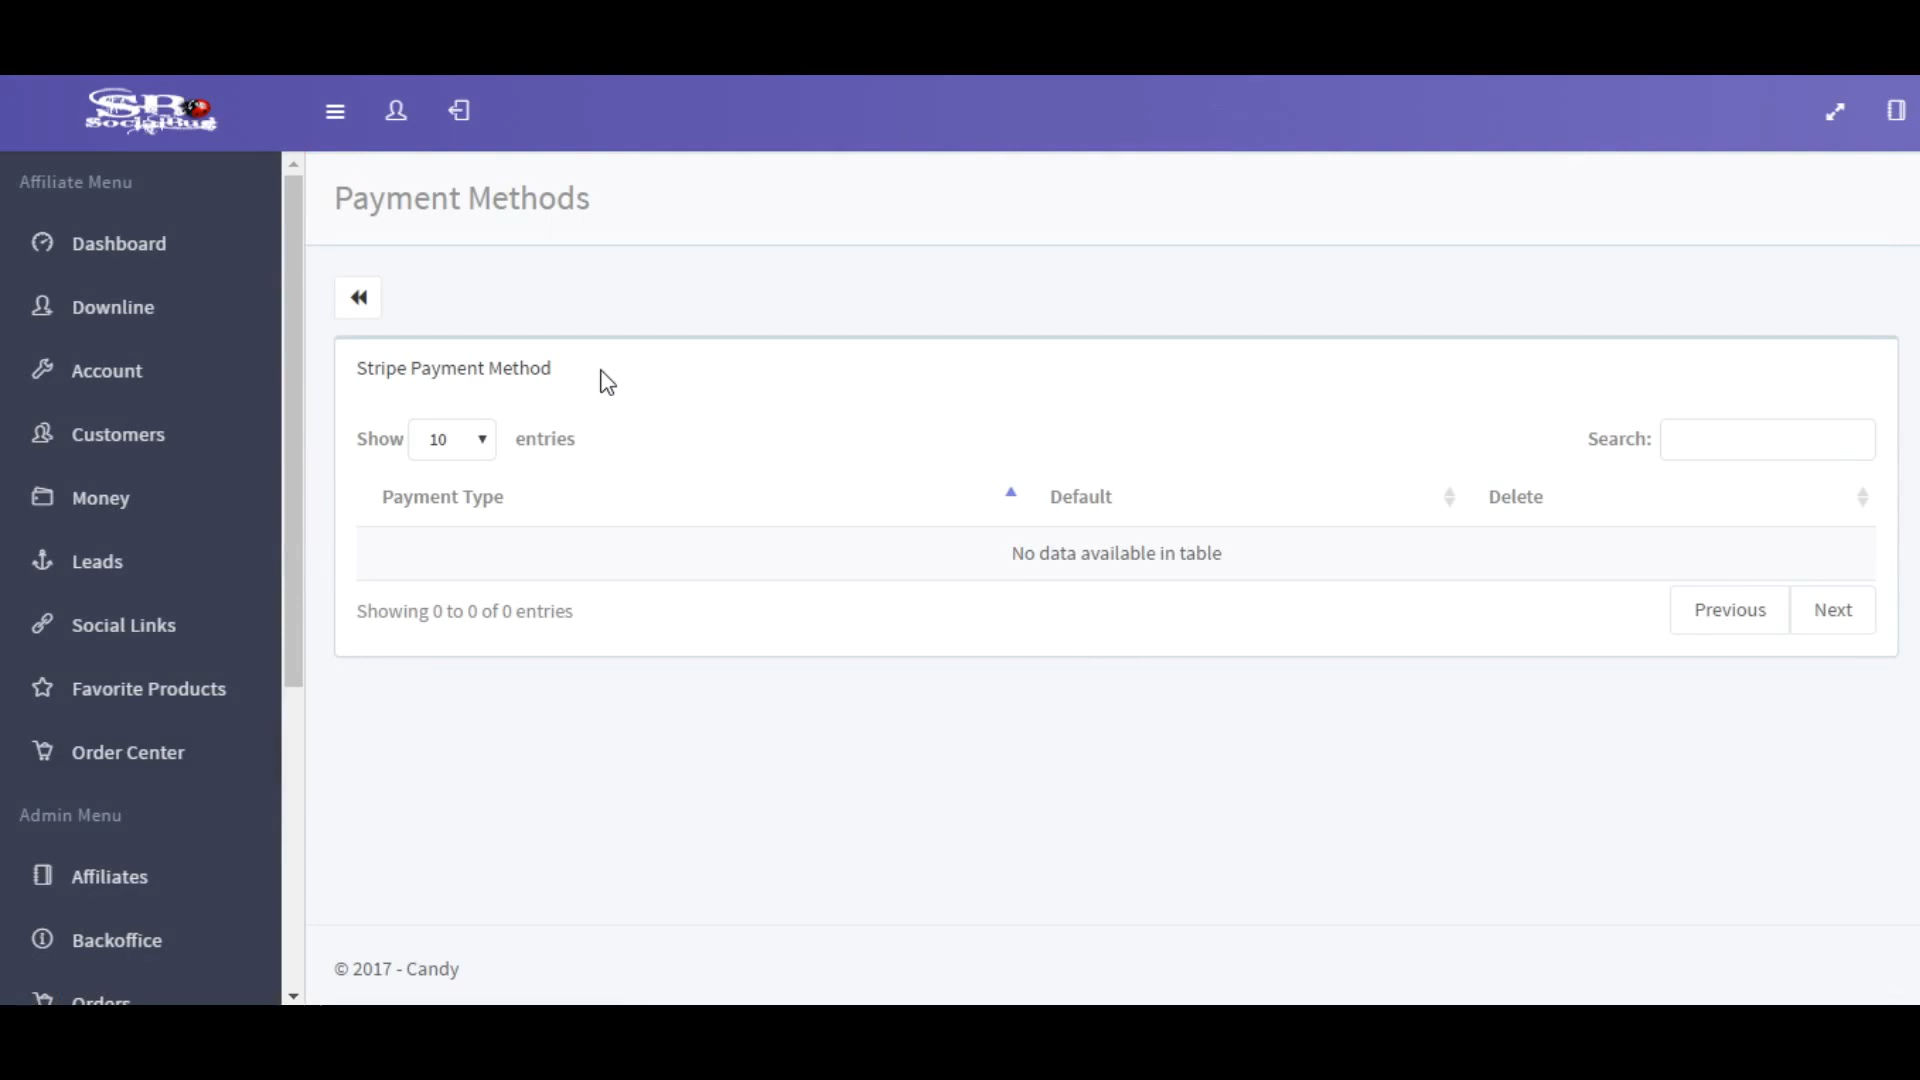 SB
SocialBug
Affiliate Menu
Payment Methods
Dashboard
Downline
Account
Customers
Money
Leads
Social Links
Favorite Products
Order Center
Admin Menu
Affiliates
Backoffice
Orders
Stripe Payment Method
Show 10 entries
Search:
Payment Type Default Delete
No data available in table
Showing 0 to 0 of 0 entries
Previous Next
© 2017 - Candy